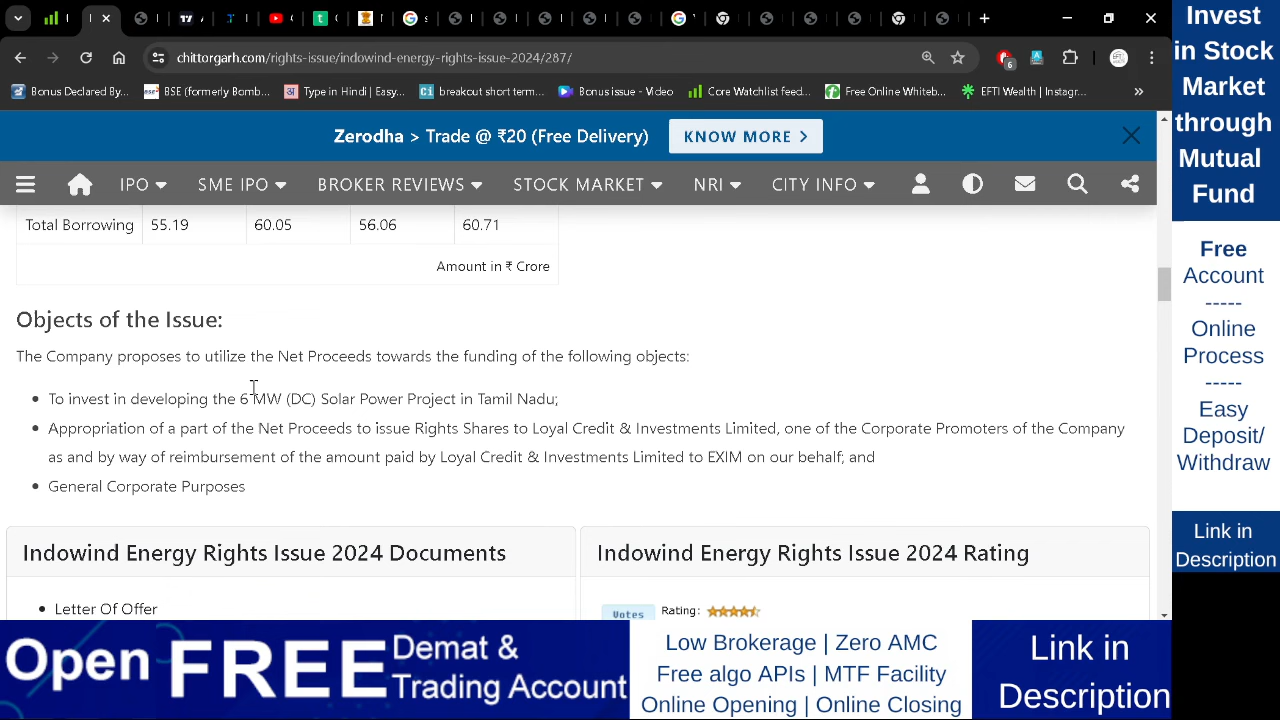 chittorgarh.com/rights-issue/indowind-energy-rights-issue-2024/287/
6
Bonus Declared By...
BSE (formerly Bomb...
Type in Hindi | Easy...
breakout short term...
Bonus issue - Video
Core Watchlist feed...
Free Online Whiteb...
EFTI Wealth | Instagr...
»
Zerodha > Trade @ ₹20 (Free Delivery)
KNOW MORE >
IPO
SME IPO
BROKER REVIEWS
STOCK MARKET
NRI
CITY INFO
Total Borrowing 55.19 60.05 56.06 60.71
Amount in ₹ Crore
Objects of the Issue:
The Company proposes to utilize the Net Proceeds towards the funding of the following objects:
• To invest in developing the 6 MW (DC) Solar Power Project in Tamil Nadu;
• Appropriation of a part of the Net Proceeds to issue Rights Shares to Loyal Credit & Investments Limited, one of the Corporate Promoters of the Company
as and by way of reimbursement of the amount paid by Loyal Credit & Investments Limited to EXIM on our behalf; and
• General Corporate Purposes
Indowind Energy Rights Issue 2024 Documents
• Letter Of Offer
Indowind Energy Rights Issue 2024 Rating
Votes
Rating:
Invest
in Stock
Market
through
Mutual
Fund
Free
Account
-----
Online
Process
-----
Easy
Deposit/
Withdraw
Link in
Description
Open FREE Demat &
Trading Account
Low Brokerage | Zero AMC
Free algo APIs | MTF Facility
Online Opening | Online Closing
Link in
Description